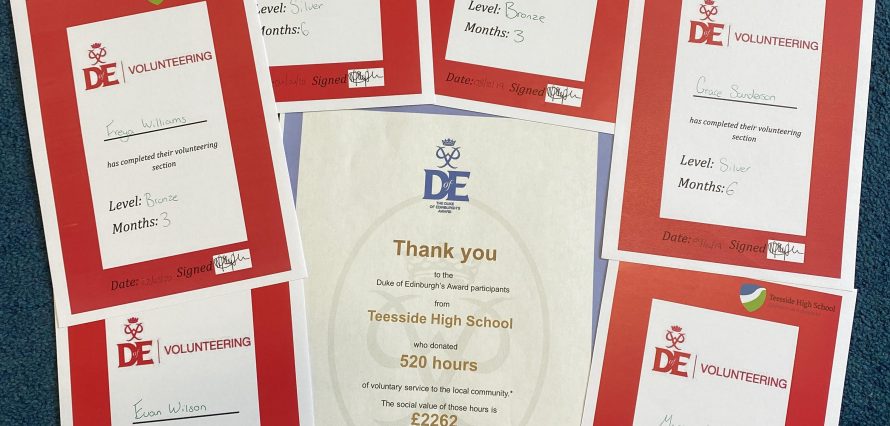 DofE VOLUNTEERING
Freya Williams
has completed their volunteering
section
Level: Bronze
Months: 3
Date: Signed
Level: Silver
Months: 6
Signed
Level: Bronze
Months: 3
Date: Signed
DofE VOLUNTEERING
Grace Sanderson
has completed their volunteering
section
Level: Silver
Months: 6
Date: Signed
DofE
THE DUKE
OF EDINBURGH'S
AWARD
Thank you
to the
Duke of Edinburgh's Award participants
from
Teesside High School
who donated
520 hours
of voluntary service to the local community.*
The social value of those hours is
£2262
DofE VOLUNTEERING
Evan Wilson
Teesside High School
DofE VOLUNTEERING